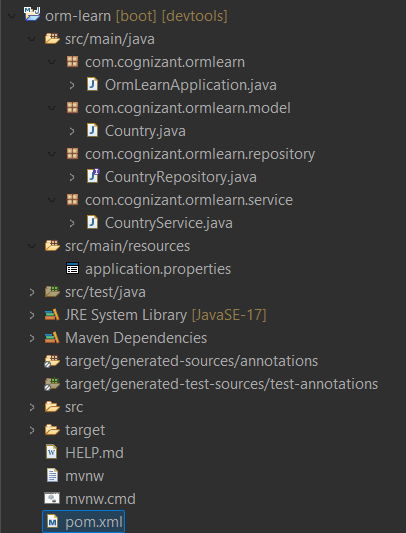 orm-learn [boot] [devtools]
src/main/java
com.cognizant.ormlearn
OrmLearnApplication.java
com.cognizant.ormlearn.model
Country.java
com.cognizant.ormlearn.repository
CountryRepository.java
com.cognizant.ormlearn.service
CountryService.java
src/main/resources
application.properties
src/test/java
JRE System Library [JavaSE-17]
Maven Dependencies
target/generated-sources/annotations
target/generated-test-sources/test-annotations
src
target
HELP.md
mvnw
mvnw.cmd
pom.xml